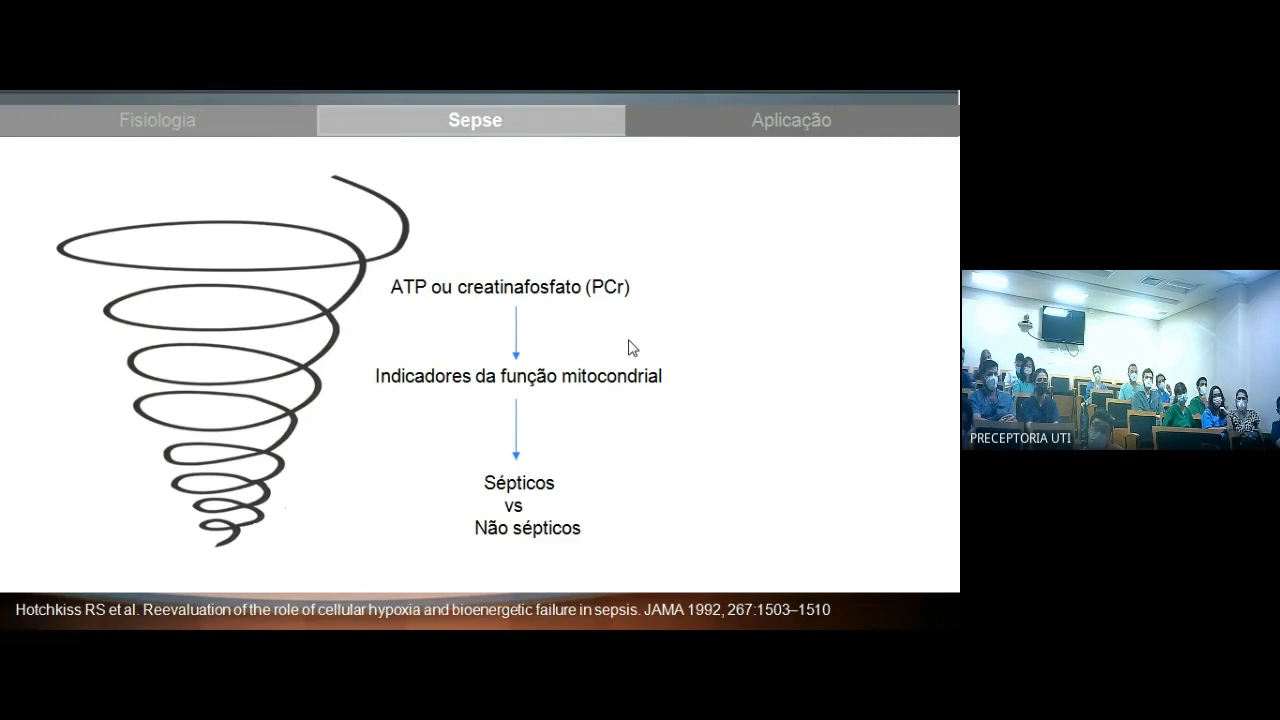 Fisiologia
Sepse
Aplicação
ATP ou creatinafosfato (PCr)
Indicadores da função mitocondrial
Sépticos
vs
Não sépticos
PRECEPTORIA UTI
Hotchkiss RS et al. Reevaluation of the role of cellular hypoxia and bioenergetic failure in sepsis. JAMA 1992, 267:1503–1510